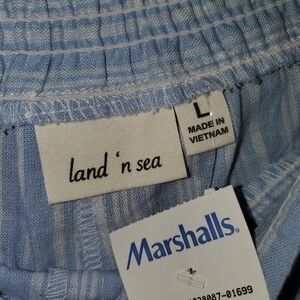 L
MADE IN
VIETNAM
land 'n sea
Marshalls.